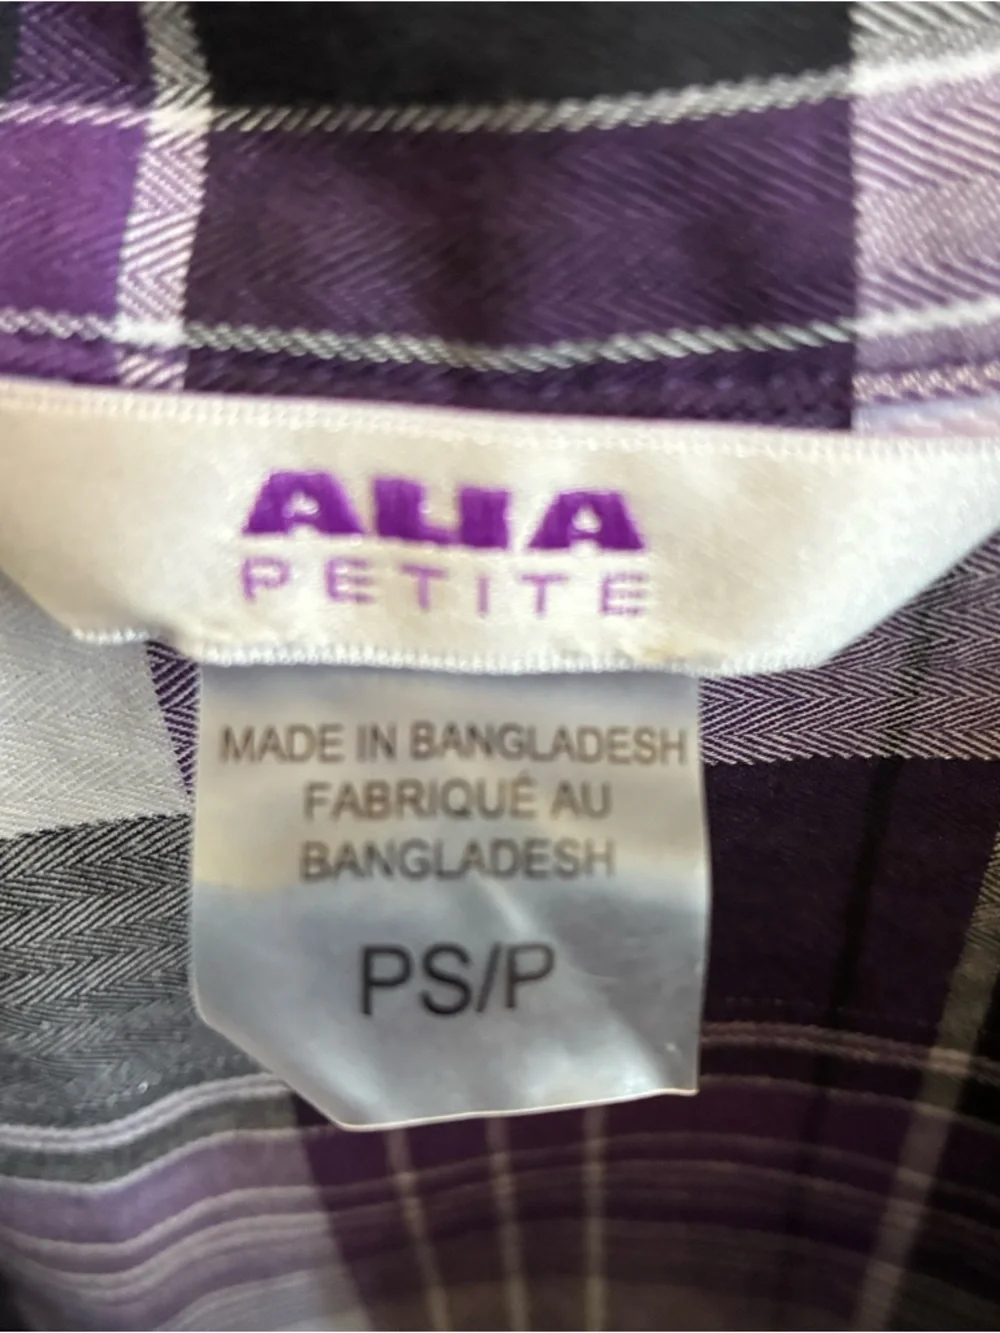 ALIA
PETITE
MADE IN BANGLADESH
FABRIQUÉ AU
BANGLADESH
PS/P